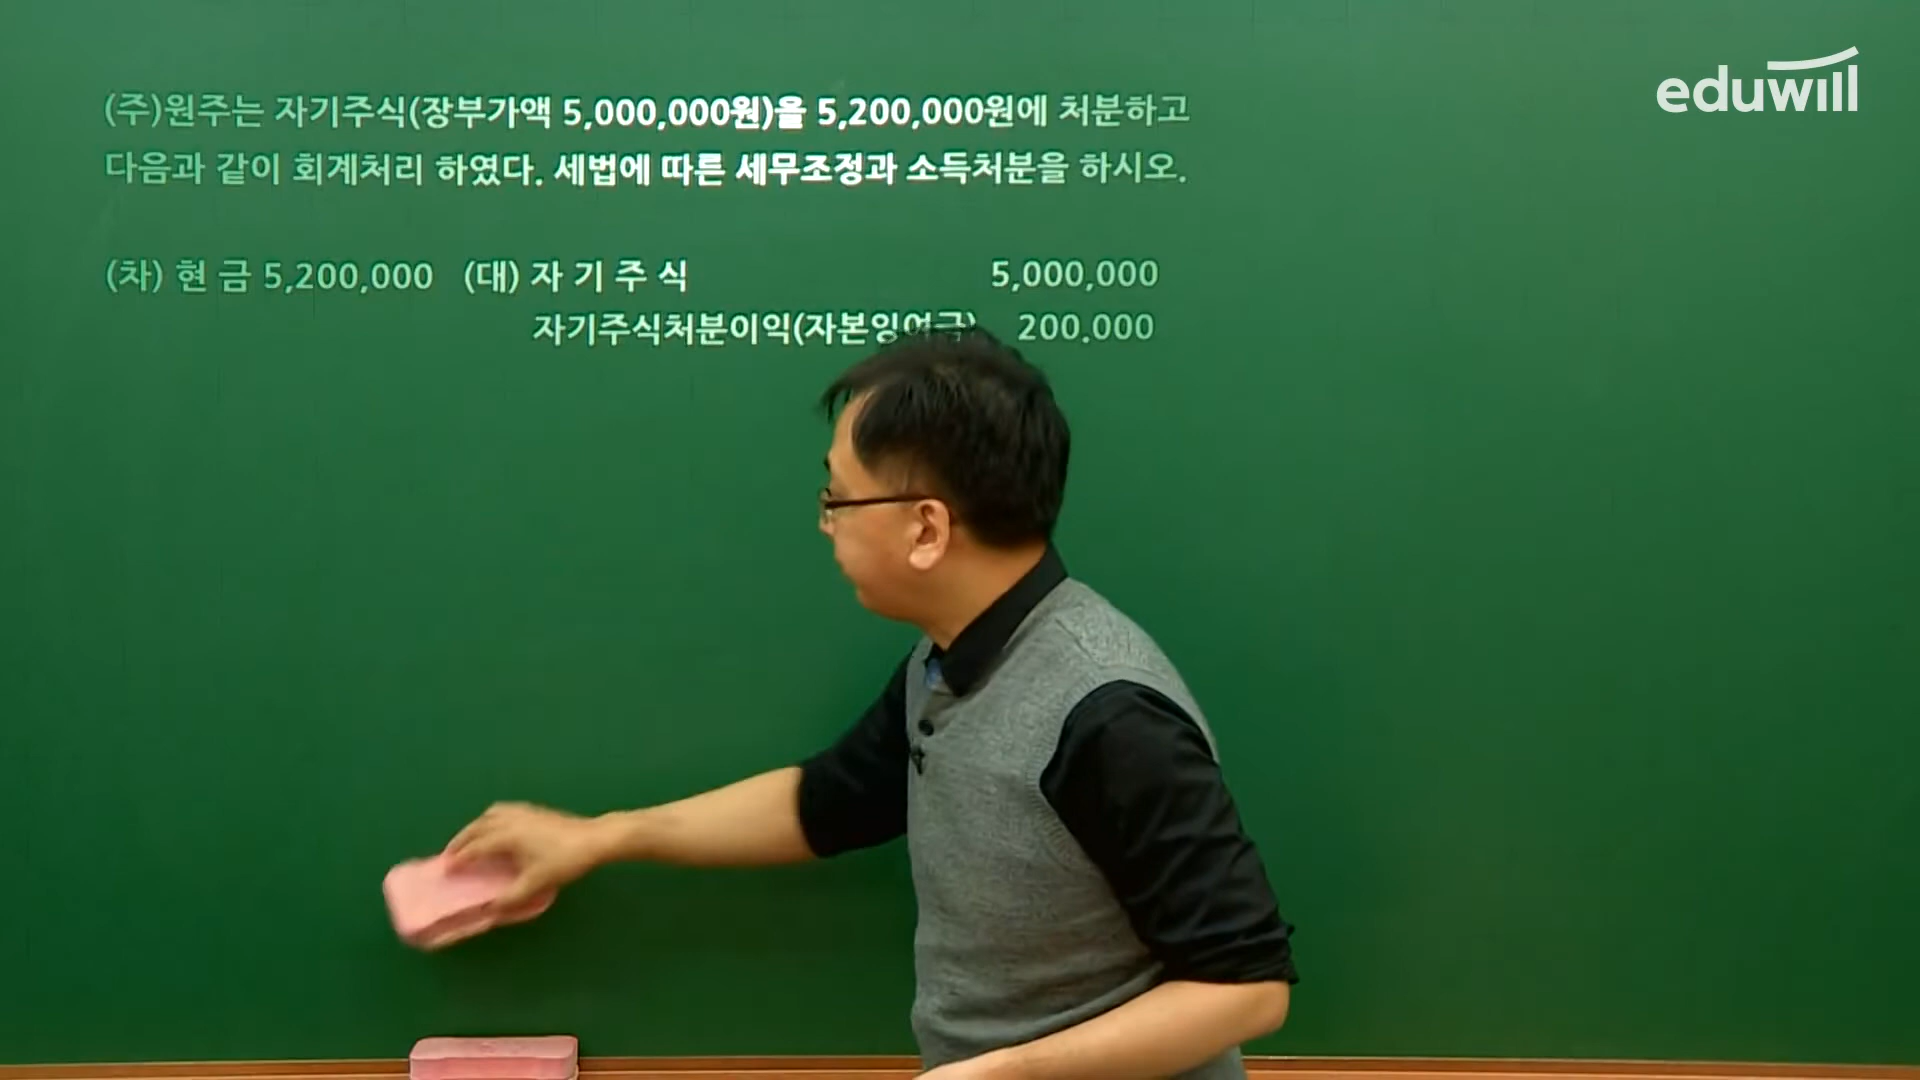 eduwill
(주)원주는 자기주식(장부가액 5,000,000원)을 5,200,000원에 처분하고
다음과 같이 회계처리 하였다. 세법에 따른 세무조정과 소득처분을 하시오.
(차) 현 금 5,200,000 (대) 자 기 주 식 5,000,000
자기주식처분이익(자본잉여금) 200,000